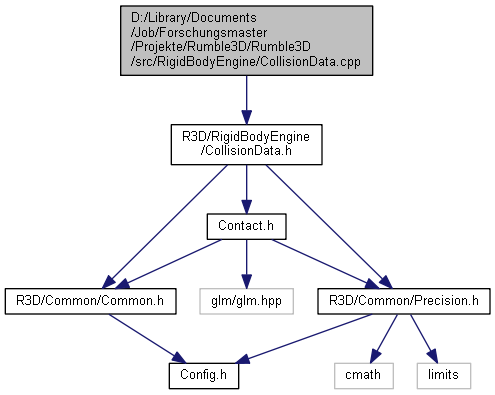 D:/Library/Documents
/Job/Forschungsmaster
/Projekte/Rumble3D/Rumble3D
/src/RigidBodyEngine/CollisionData.cpp
R3D/RigidBodyEngine
/CollisionData.h
Contact.h
R3D/Common/Common.h
glm/glm.hpp
R3D/Common/Precision.h
Config.h
cmath
limits